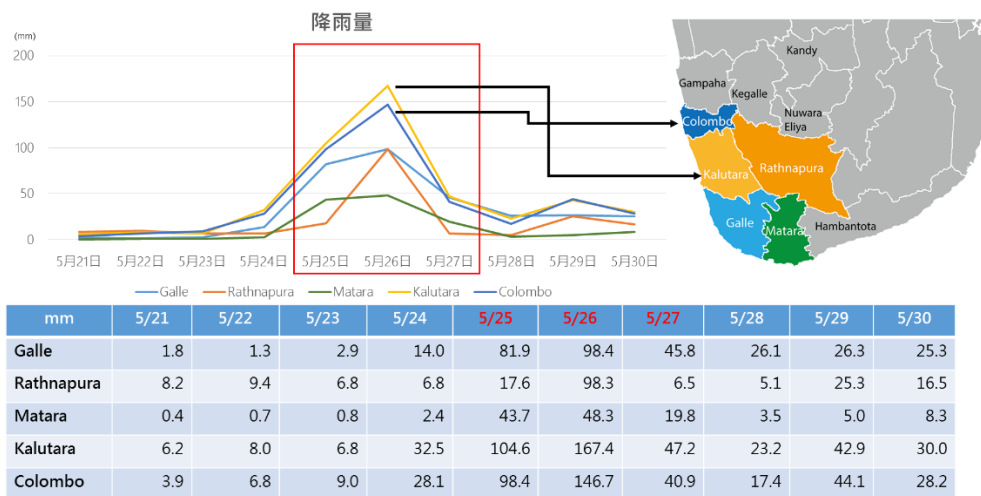 降雨量
(mm)
200
150
100
50
0
5月21日 5月22日 5月23日 5月24日 5月25日 5月26日 5月27日 5月28日 5月29日 5月30日
Galle Rathnapura Matara Kalutara Colombo
Kandy
Gampaha
Kegalle
Nuwara
Eliya
Colombo
Rathnapura
Kalutara
Galle
Matara
Hambantota
mm 5/21 5/22 5/23 5/24 5/25 5/26 5/27 5/28 5/29 5/30
Galle 1.8 1.3 2.9 14.0 81.9 98.4 45.8 26.1 26.3 25.3
Rathnapura 8.2 9.4 6.8 6.8 17.6 98.3 6.5 5.1 25.3 16.5
Matara 0.4 0.7 0.8 2.4 43.7 48.3 19.8 3.5 5.0 8.3
Kalutara 6.2 8.0 6.8 32.5 104.6 167.4 47.2 23.2 42.9 30.0
Colombo 3.9 6.8 9.0 28.1 98.4 146.7 40.9 17.4 44.1 28.2